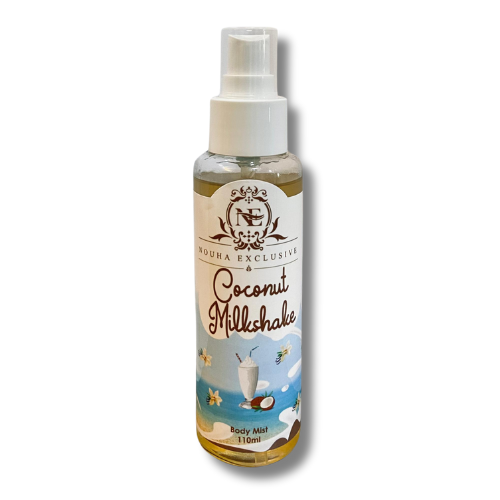 NE
NOUHA EXCLUSIVE
Coconut
Milkshake
Body Mist
110ml